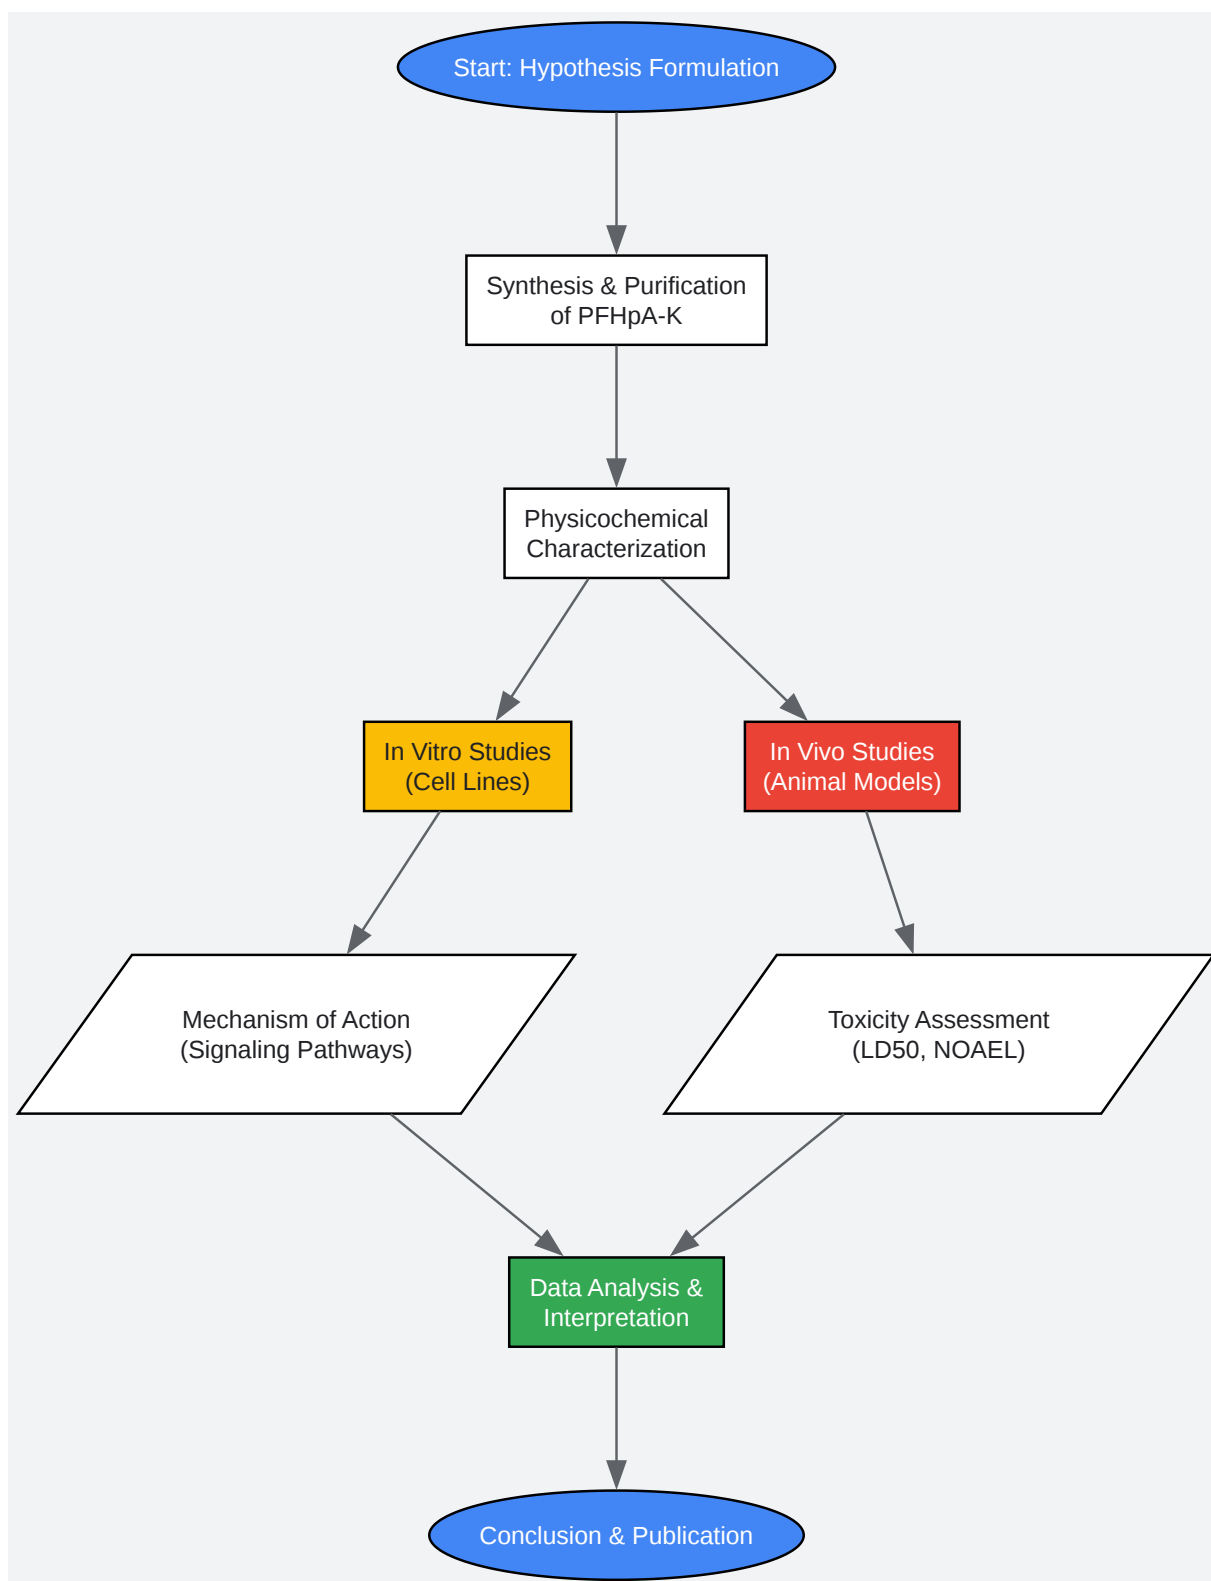 Start: Hypothesis Formulation
Synthesis & Purification
of PFHpA-K
Physicochemical
Characterization
In Vitro Studies
(Cell Lines)
In Vivo Studies
(Animal Models)
Mechanism of Action
(Signaling Pathways)
Toxicity Assessment
(LD50, NOAEL)
Data Analysis &
Interpretation
Conclusion & Publication